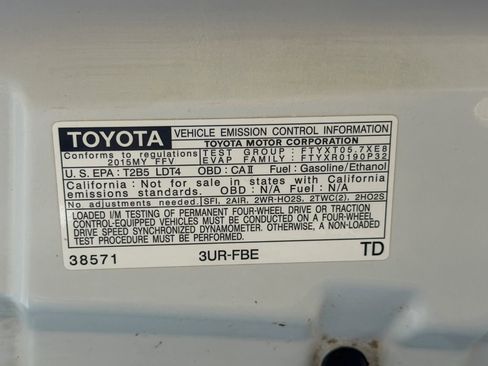 TOYOTA VEHICLE EMISSION CONTROL INFORMATION
TOYOTA MOTOR CORPORATION
Conforms to regulations 2015MY FFV
TEST GROUP : FTYXT05.7XE8
EVAP FAMILY : FTYXR0190P32
U.S. EPA : T2B5 LDT4 OBD : CAII Fuel : Gasoline/Ethanol
California : Not for sale in states with California
emissions standards. OBD : N/A Fuel : N/A
No adjustments needed. SFI, 2AIR, 2WR-HO2S, 2TWC(2), 2HO2S
LOADED I/M TESTING OF PERMANENT FOUR-WHEEL DRIVE OR TRACTION
CONTROL-EQUIPPED VEHICLES MUST BE CONDUCTED ON A FOUR-WHEEL
DRIVE SPEED SYNCHRONIZED DYNAMOMETER. OTHERWISE, A NON-LOADED
TEST PROCEDURE MUST BE PERFORMED.
38571 3UR-FBE TD